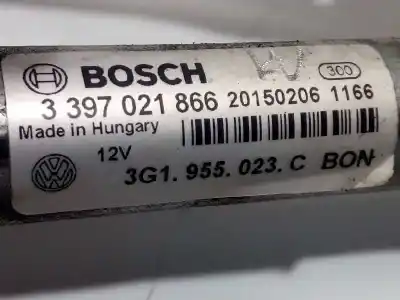 BOSCH 300
3 397 021 866 20150206 1166
Made in Hungary
12V
3G1. 955. 023. C BON